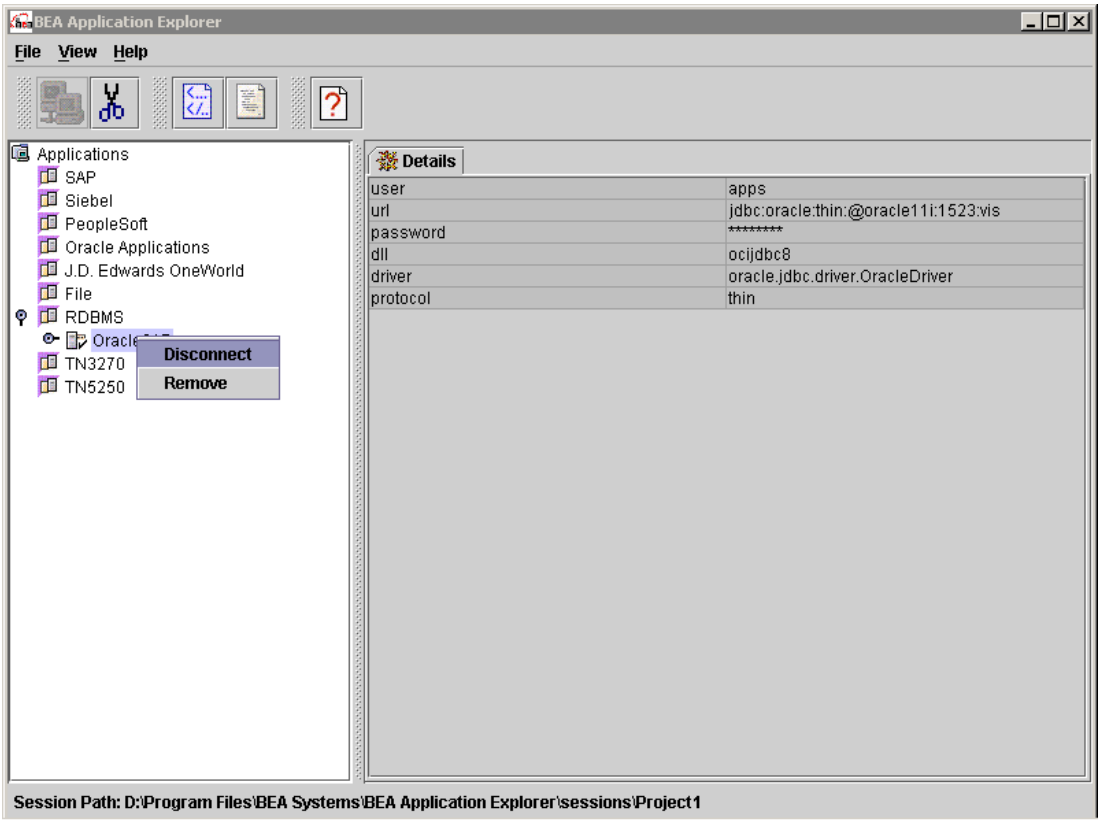 BEA Application Explorer
File View Help
Applications
SAP
Siebel
PeopleSoft
Oracle Applications
J.D. Edwards OneWorld
File
RDBMS
Disconnect
Remove
TN3270
TN5250
Details
user apps
url jdbc:oracle:thin:@oracle11i:1523:vis
password ********
dll ocijdbc8
driver oracle.jdbc.driver.OracleDriver
protocol thin
Session Path: D:\Program Files\BEA Systems\BEA Application Explorer\sessions\Project1